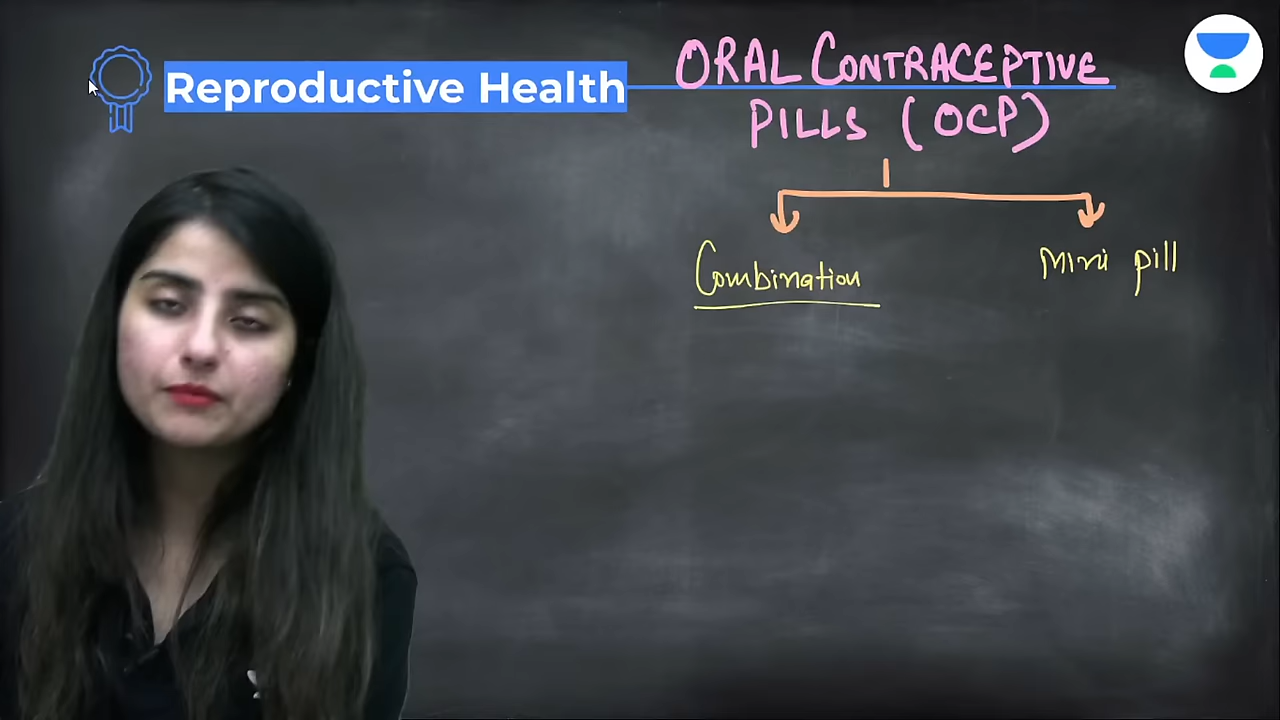 Reproductive Health
ORAL CONTRACEPTIVE
PILLS (OCP)
Combination
Mini pill